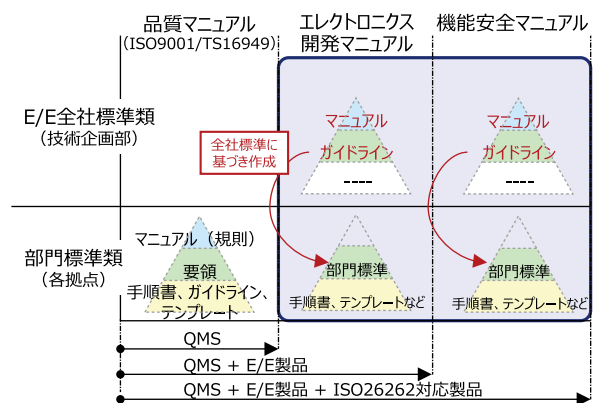 品質マニュアル
(ISO9001/TS16949)
エレクトロニクス
開発マニュアル
機能安全マニュアル
E/E全社標準類
(技術企画部)
全社標準に
基づき作成
マニュアル
ガイドライン
----
マニュアル
ガイドライン
----
部門標準類
(各拠点)
マニュアル(規則)
要領
手順書、ガイドライン、
テンプレート
部門標準
手順書、テンプレートなど
部門標準
手順書、テンプレートなど
QMS
QMS + E/E製品
QMS + E/E製品 + ISO26262対応製品